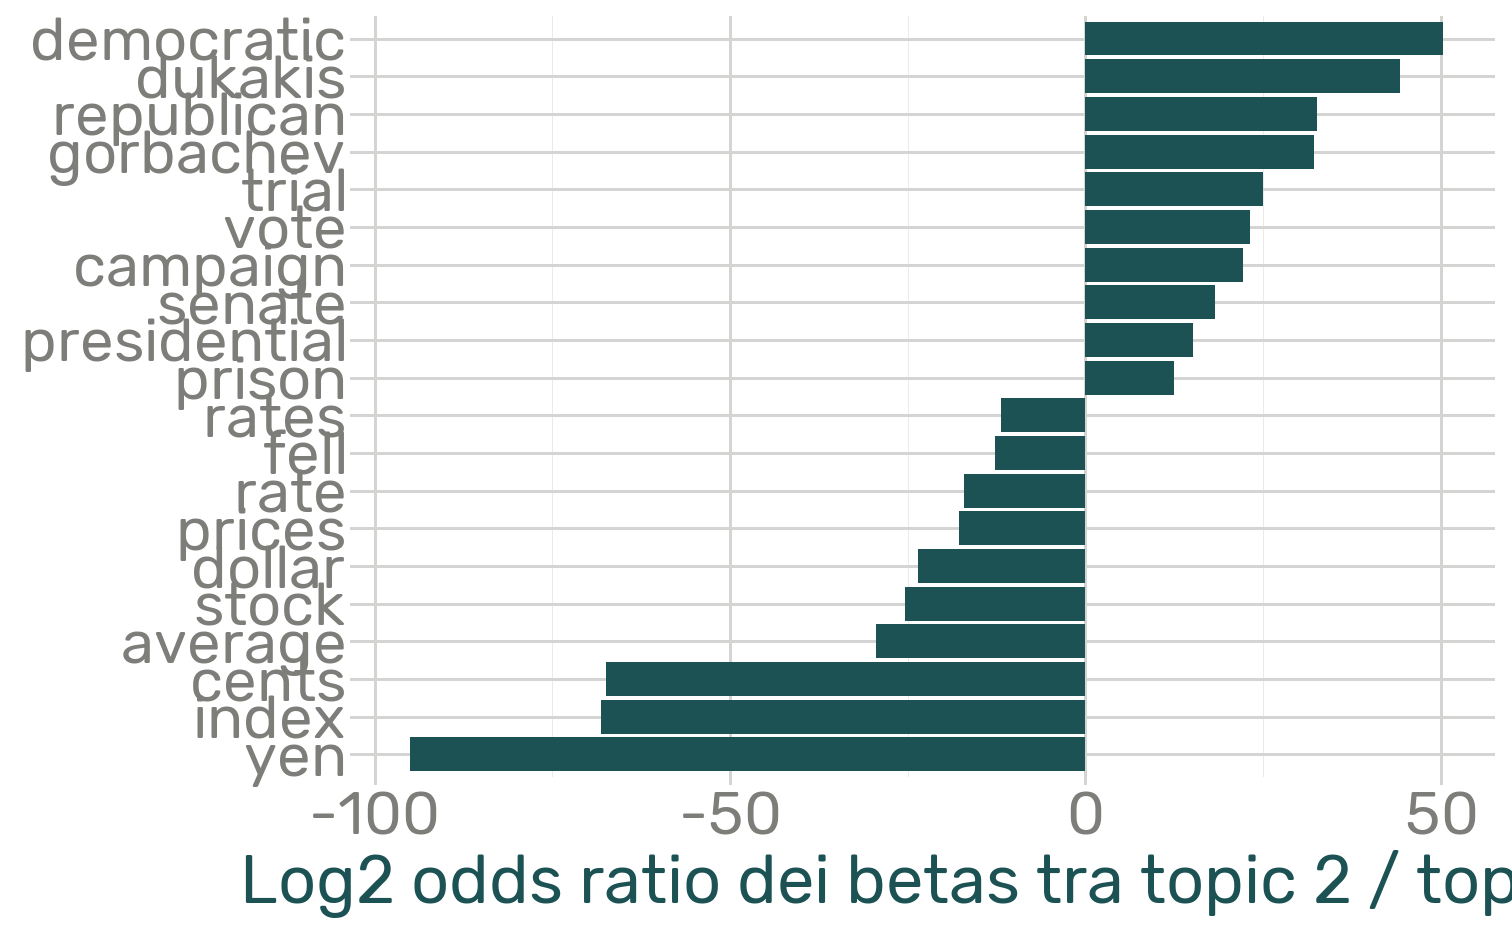 democratic
dukakis
republican
gorbachev
trial
vote
campaign
senate
presidential
prison
rates
fell
rate
prices
dollar
stock
average
cents
index
yen
-100 -50 0 50
Log2 odds ratio dei betas tra topic 2 / top